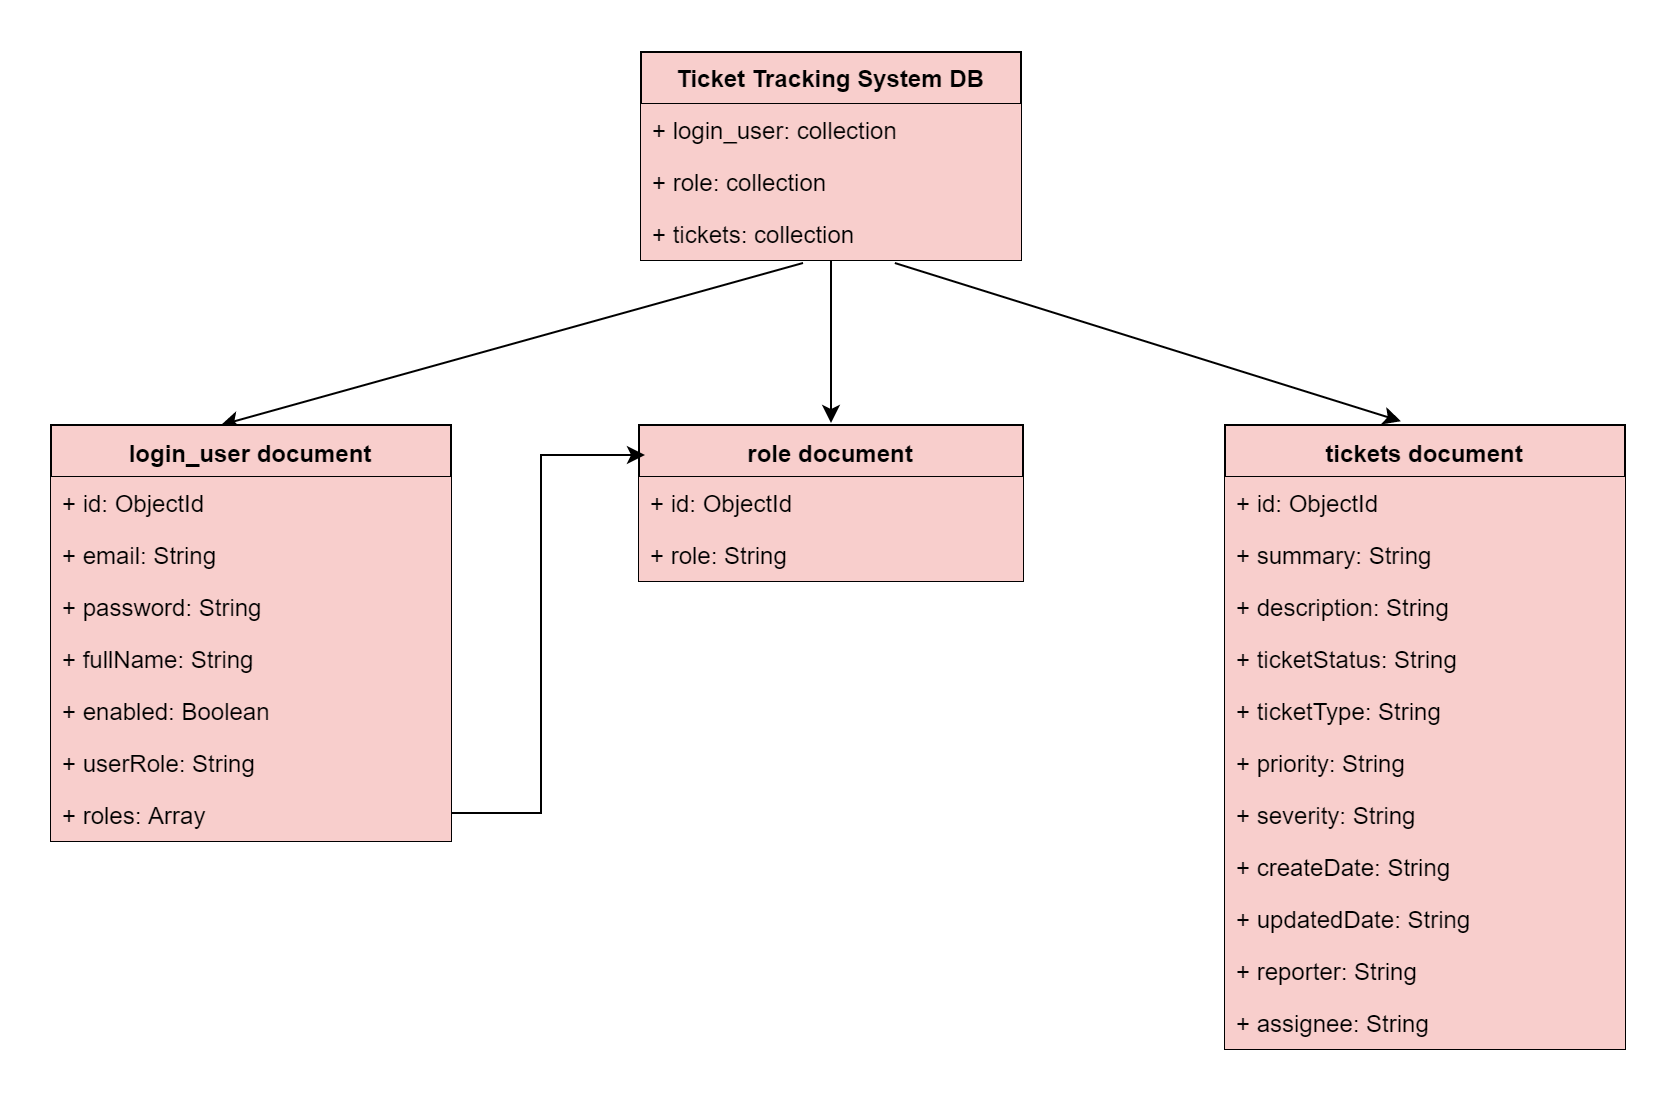 Ticket Tracking System DB
+ login_user: collection
+ role: collection
+ tickets: collection
login_user document
+ id: ObjectId
+ email: String
+ password: String
+ fullName: String
+ enabled: Boolean
+ userRole: String
+ roles: Array
role document
+ id: ObjectId
+ role: String
tickets document
+ id: ObjectId
+ summary: String
+ description: String
+ ticketStatus: String
+ ticketType: String
+ priority: String
+ severity: String
+ createDate: String
+ updatedDate: String
+ reporter: String
+ assignee: String